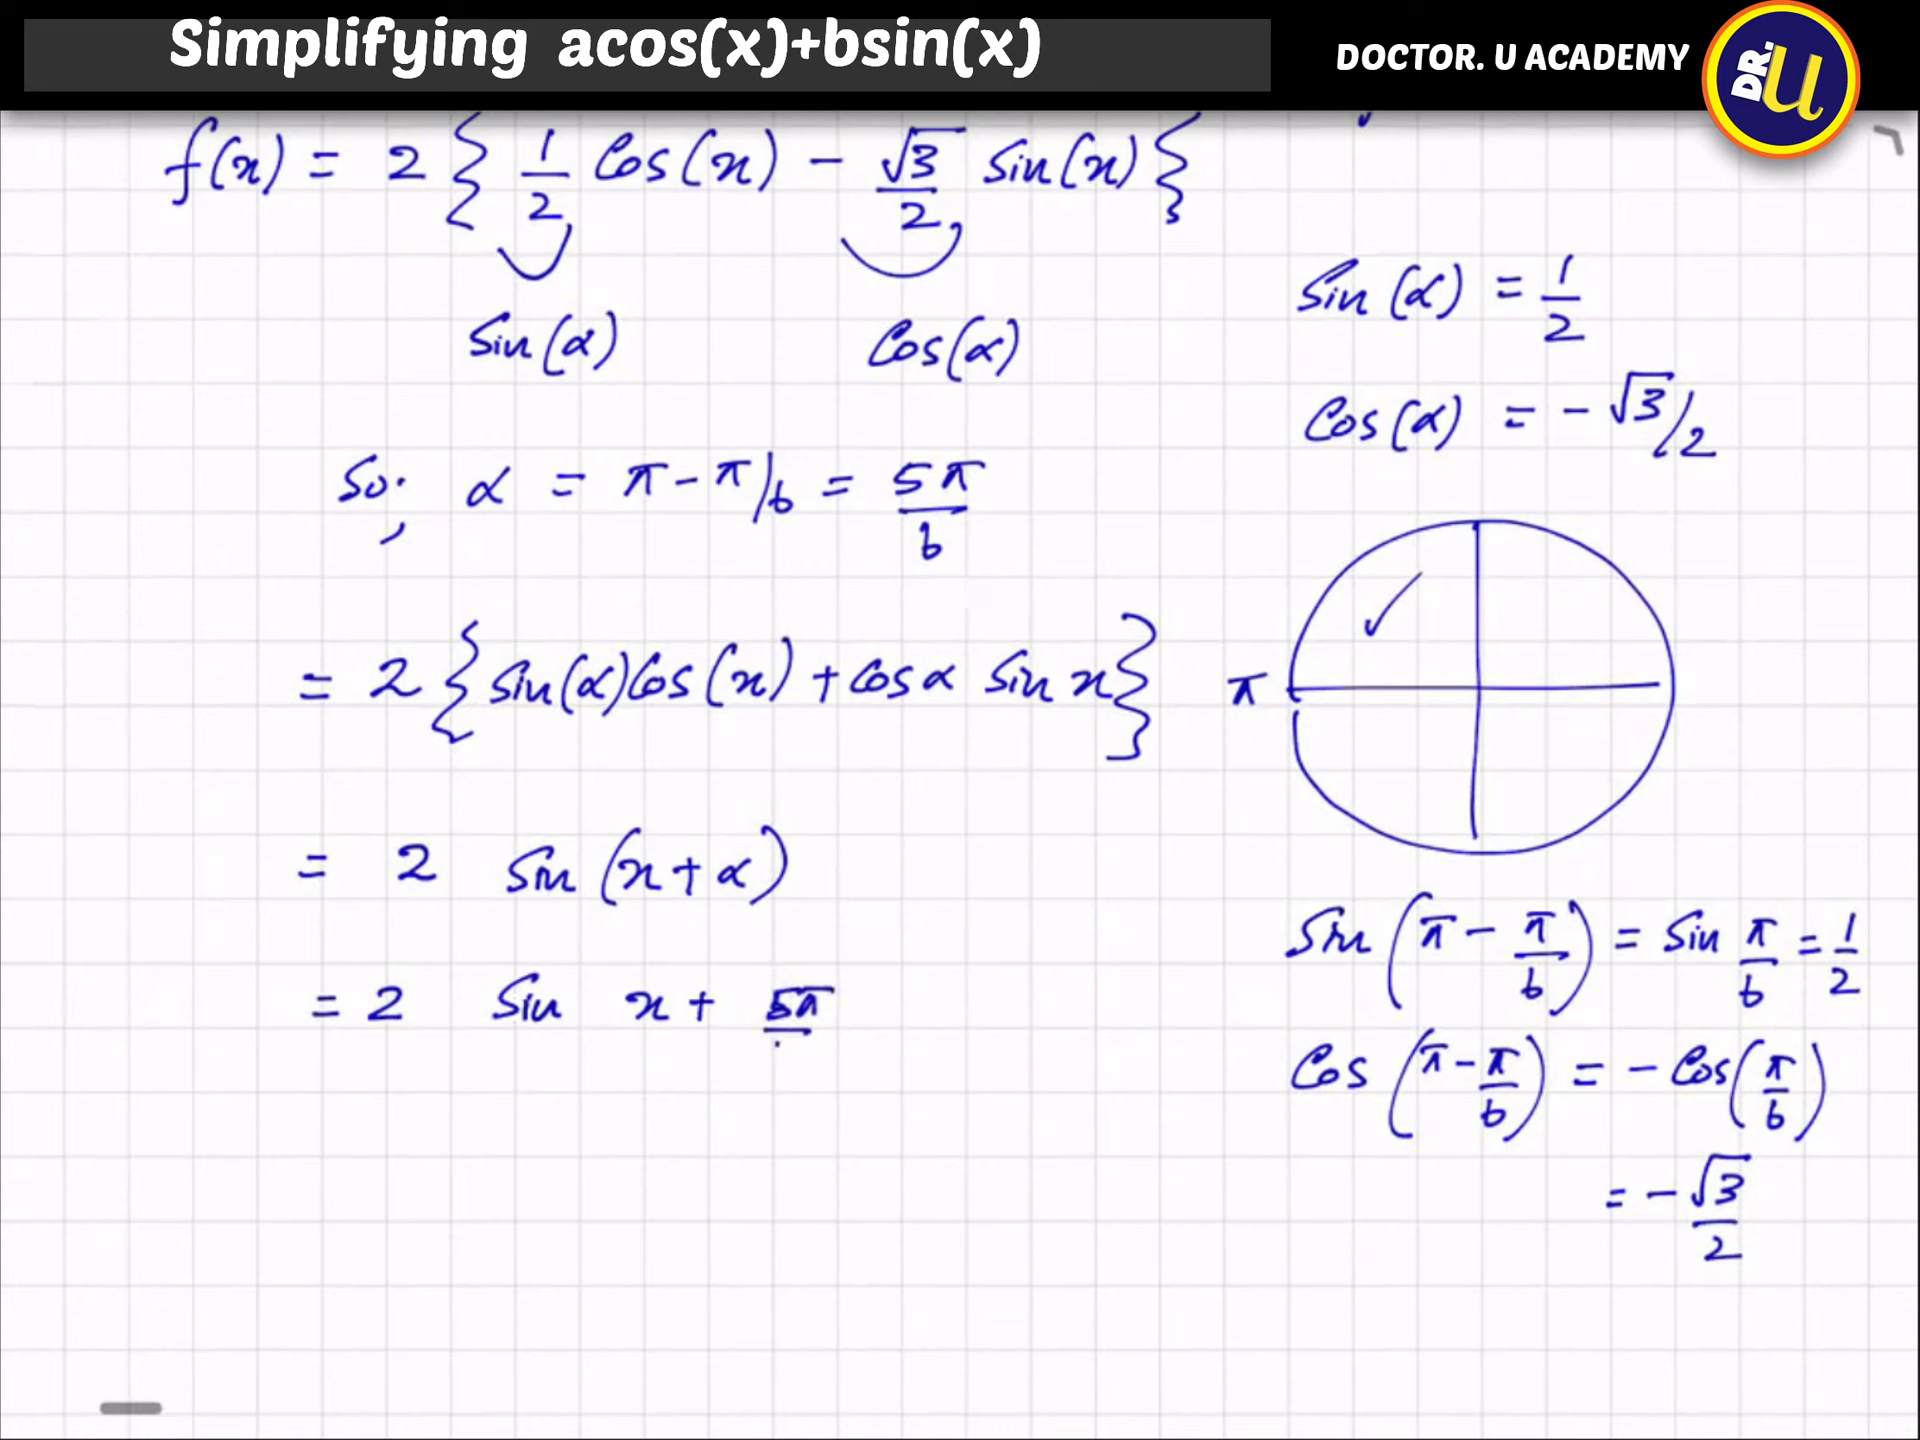 Simplifying acos(x)+bsin(x)
DOCTOR. U ACADEMY
DR. U
f(x) = 2 { 1/2 Cos(x) - √3/2 Sin(x) }
Sin(α) Cos(α)
So; α = π - π/6 = 5π/6
= 2 { Sin(α) Cos(x) + Cos α Sin x }
= 2 Sin (x + α)
= 2 Sin x + 5π
Sin (α) = 1/2
Cos (α) = - √3/2
π
Sin (π - π/6) = Sin π/6 = 1/2
Cos (π - π/6) = - Cos (π/6)
= - √3/2